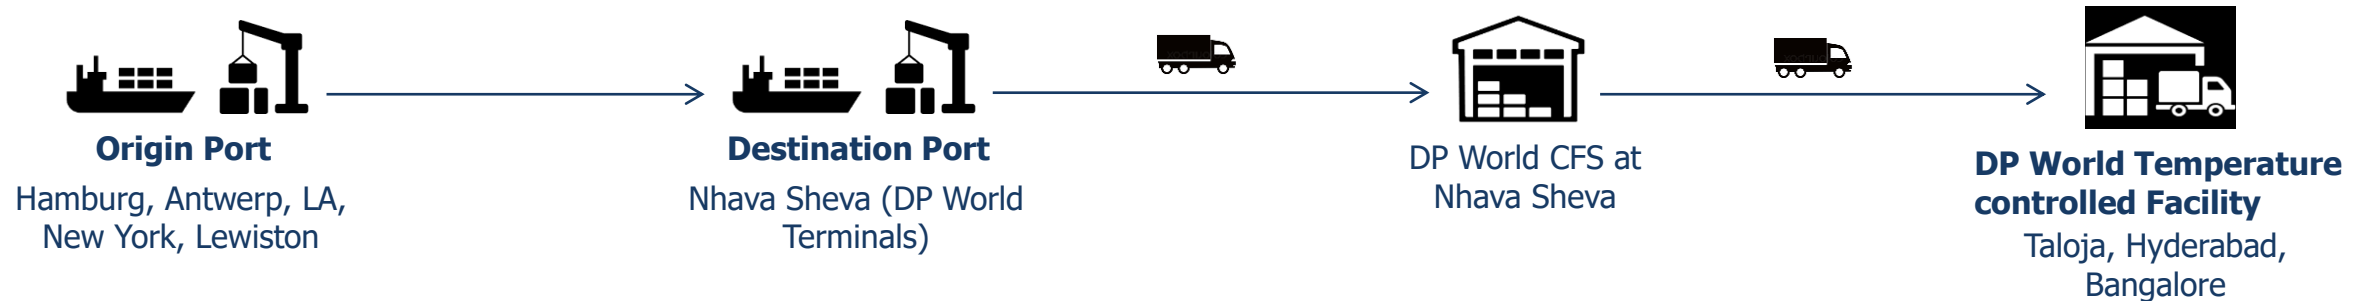 Origin Port
Hamburg, Antwerp, LA,
New York, Lewiston
Destination Port
Nhava Sheva (DP World
Terminals)
DP World CFS at
Nhava Sheva
DP World Temperature
controlled Facility
Taloja, Hyderabad,
Bangalore